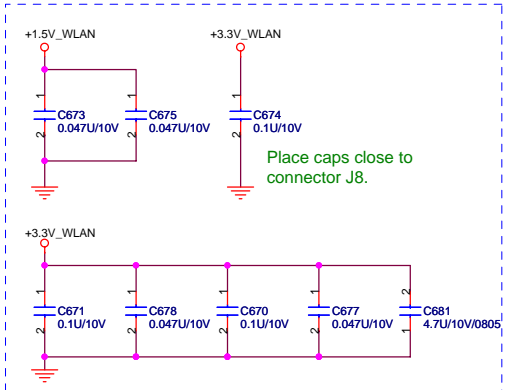 +1.5V_WLAN
+3.3V_WLAN
1
1
1
C673
0.047U/10V
C675
0.047U/10V
C674
0.1U/10V
2
2
2
Place caps close to
connector J8.
+3.3V_WLAN
1
1
1
1
2
C671
0.1U/10V
C678
0.047U/10V
C670
0.1U/10V
C677
0.047U/10V
C681
4.7U/10V/0805
2
2
2
2
1